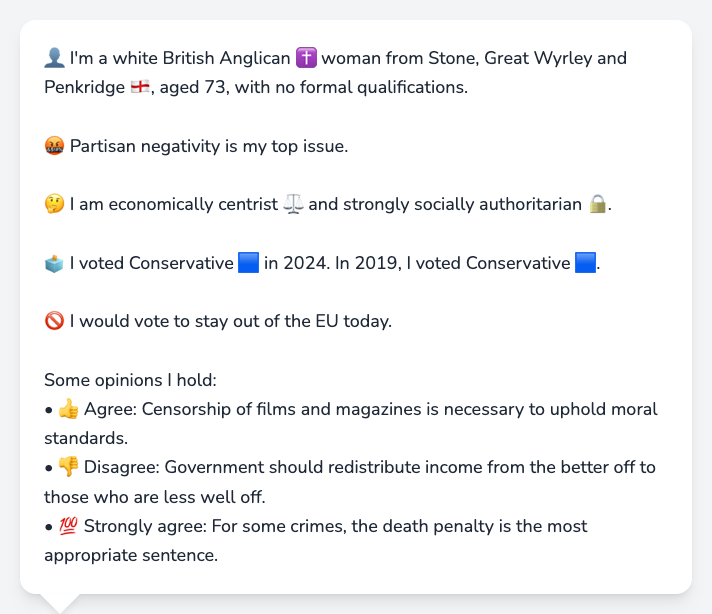 👤 I'm a white British Anglican ✝️ woman from Stone, Great Wyrley and
Penkridge 🏴󠁧󠁢󠁥󠁮󠁧󠁿, aged 73, with no formal qualifications.
🤬 Partisan negativity is my top issue.
🤔 I am economically centrist ⚖️ and strongly socially authoritarian 🔒.
🗳️ I voted Conservative 🟦 in 2024. In 2019, I voted Conservative 🟦.
🚫 I would vote to stay out of the EU today.
Some opinions I hold:
• 👍 Agree: Censorship of films and magazines is necessary to uphold moral
standards.
• 👎 Disagree: Government should redistribute income from the better off to
those who are less well off.
• 💯 Strongly agree: For some crimes, the death penalty is the most
appropriate sentence.